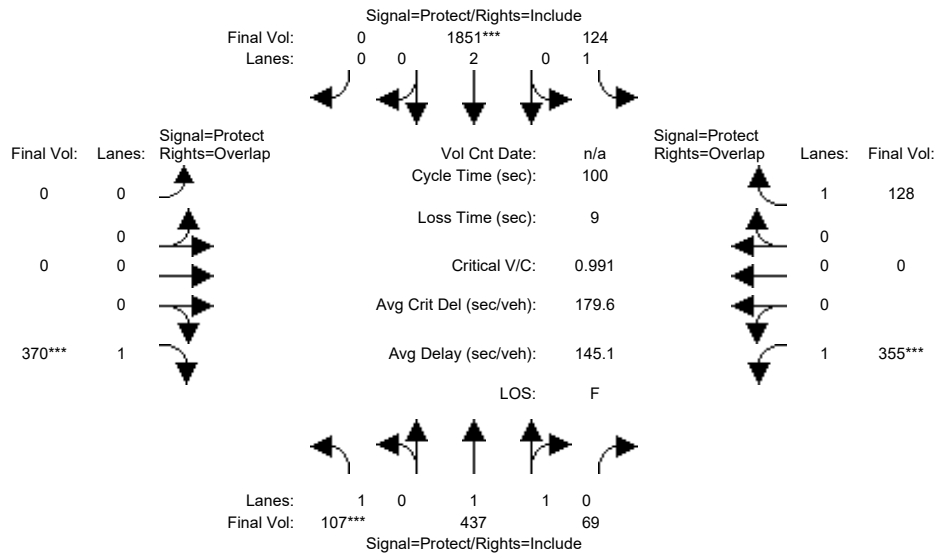 Signal=Protect/Rights=Include
Final Vol: 0 1851*** 124
Lanes: 0 0 2 0 1
Signal=Protect
Final Vol: Lanes: Rights=Overlap
Vol Cnt Date: n/a
Signal=Protect
Rights=Overlap Lanes: Final Vol:
Cycle Time (sec): 100
0 0
1 128
Loss Time (sec): 9
0
0
0 0
Critical V/C: 0.991
0 0
0
Avg Crit Del (sec/veh): 179.6
0
370*** 1
Avg Delay (sec/veh): 145.1
1 355***
LOS: F
Lanes: 1 0 1 1 0
Final Vol: 107*** 437 69
Signal=Protect/Rights=Include